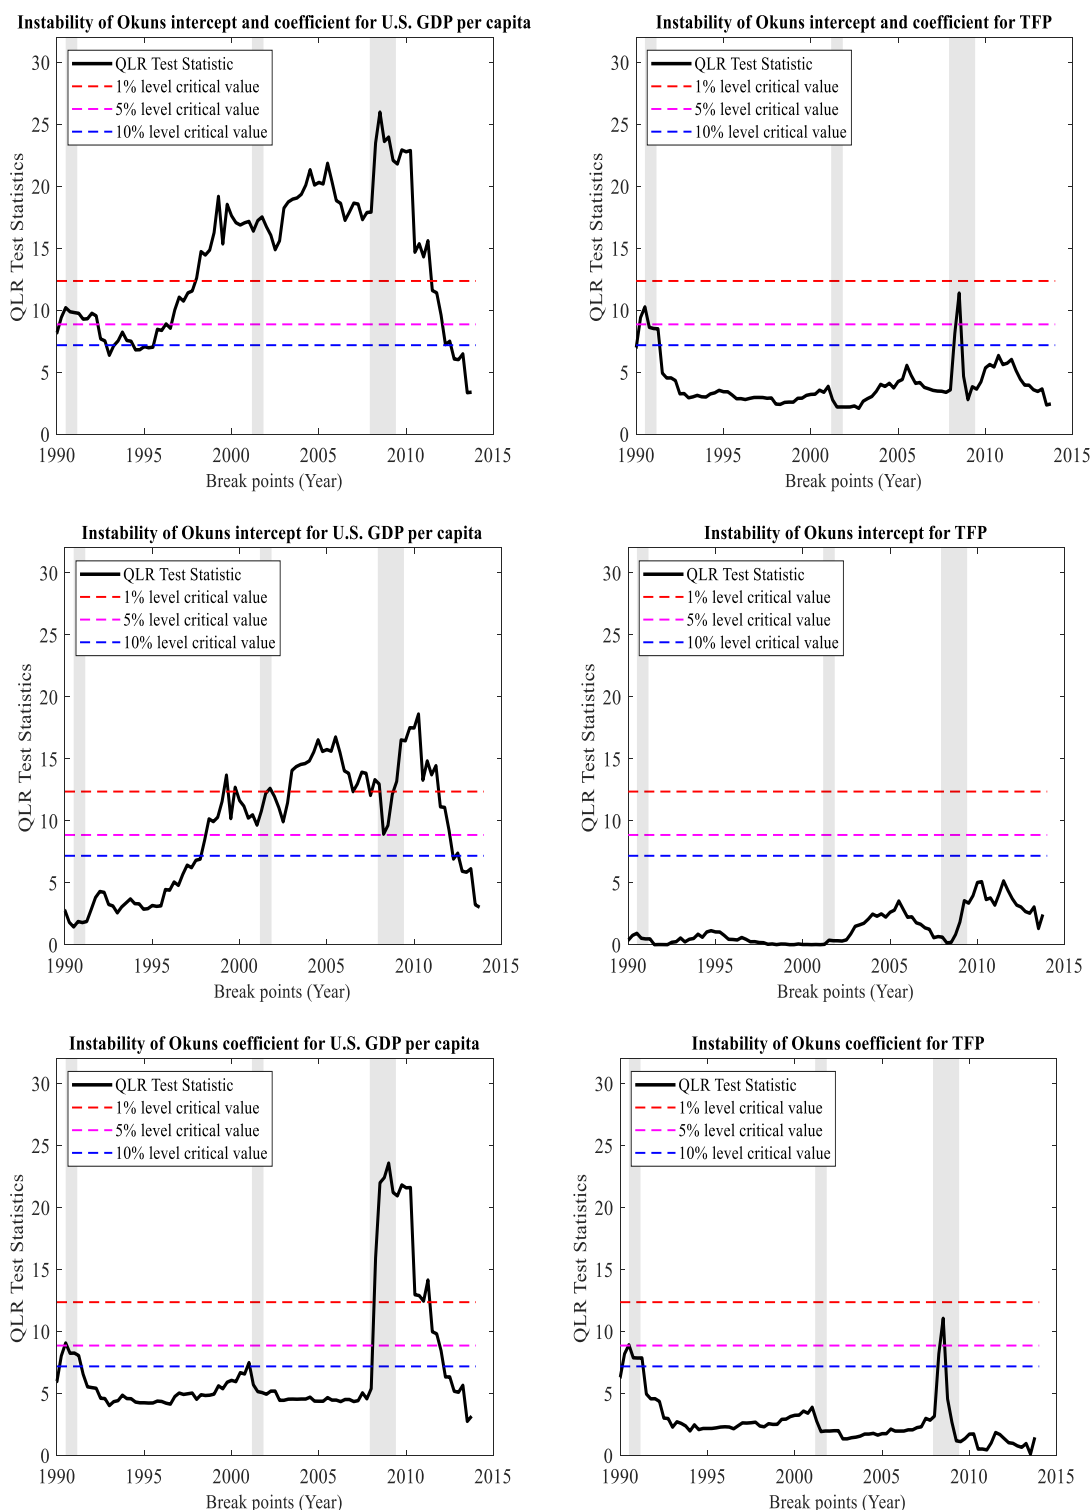 Instability of Okuns intercept and coefficient for U.S. GDP per capita
QLR Test Statistic
1% level critical value
5% level critical value
10% level critical value
30
25
20
15
10
5
0
QLR Test Statistics
1990 1995 2000 2005 2010 2015
Break points (Year)
Instability of Okuns intercept and coefficient for TFP
QLR Test Statistic
1% level critical value
5% level critical value
10% level critical value
30
25
20
15
10
5
0
QLR Test Statistics
1990 1995 2000 2005 2010 2015
Break points (Year)
Instability of Okuns intercept for U.S. GDP per capita
QLR Test Statistic
1% level critical value
5% level critical value
10% level critical value
30
25
20
15
10
5
0
QLR Test Statistics
1990 1995 2000 2005 2010 2015
Break points (Year)
Instability of Okuns intercept for TFP
QLR Test Statistic
1% level critical value
5% level critical value
10% level critical value
30
25
20
15
10
5
0
QLR Test Statistics
1990 1995 2000 2005 2010 2015
Break points (Year)
Instability of Okuns coefficient for U.S. GDP per capita
QLR Test Statistic
1% level critical value
5% level critical value
10% level critical value
30
25
20
15
10
5
0
QLR Test Statistics
1990 1995 2000 2005 2010 2015
Break points (Year)
Instability of Okuns coefficient for TFP
QLR Test Statistic
1% level critical value
5% level critical value
10% level critical value
30
25
20
15
10
5
0
QLR Test Statistics
1990 1995 2000 2005 2010 2015
Break points (Year)